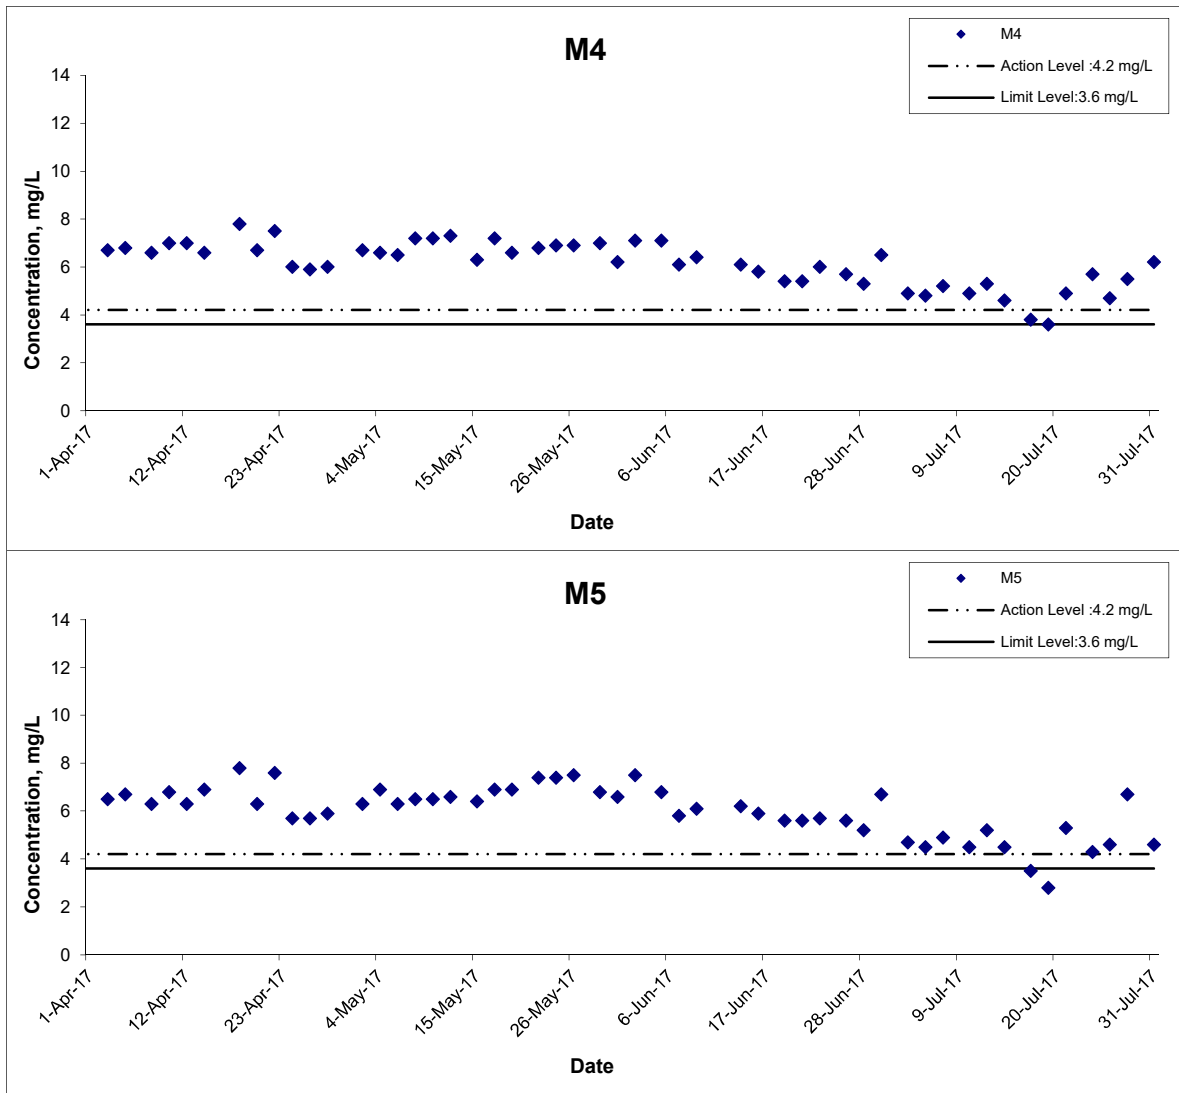 M4
M4
Action Level :4.2 mg/L
Limit Level:3.6 mg/L
Concentration, mg/L
14
12
10
8
6
4
2
0
1-Apr-17
12-Apr-17
23-Apr-17
4-May-17
15-May-17
26-May-17
6-Jun-17
17-Jun-17
28-Jun-17
9-Jul-17
20-Jul-17
31-Jul-17
Date
M5
M5
Action Level :4.2 mg/L
Limit Level:3.6 mg/L
Concentration, mg/L
14
12
10
8
6
4
2
0
1-Apr-17
12-Apr-17
23-Apr-17
4-May-17
15-May-17
26-May-17
6-Jun-17
17-Jun-17
28-Jun-17
9-Jul-17
20-Jul-17
31-Jul-17
Date